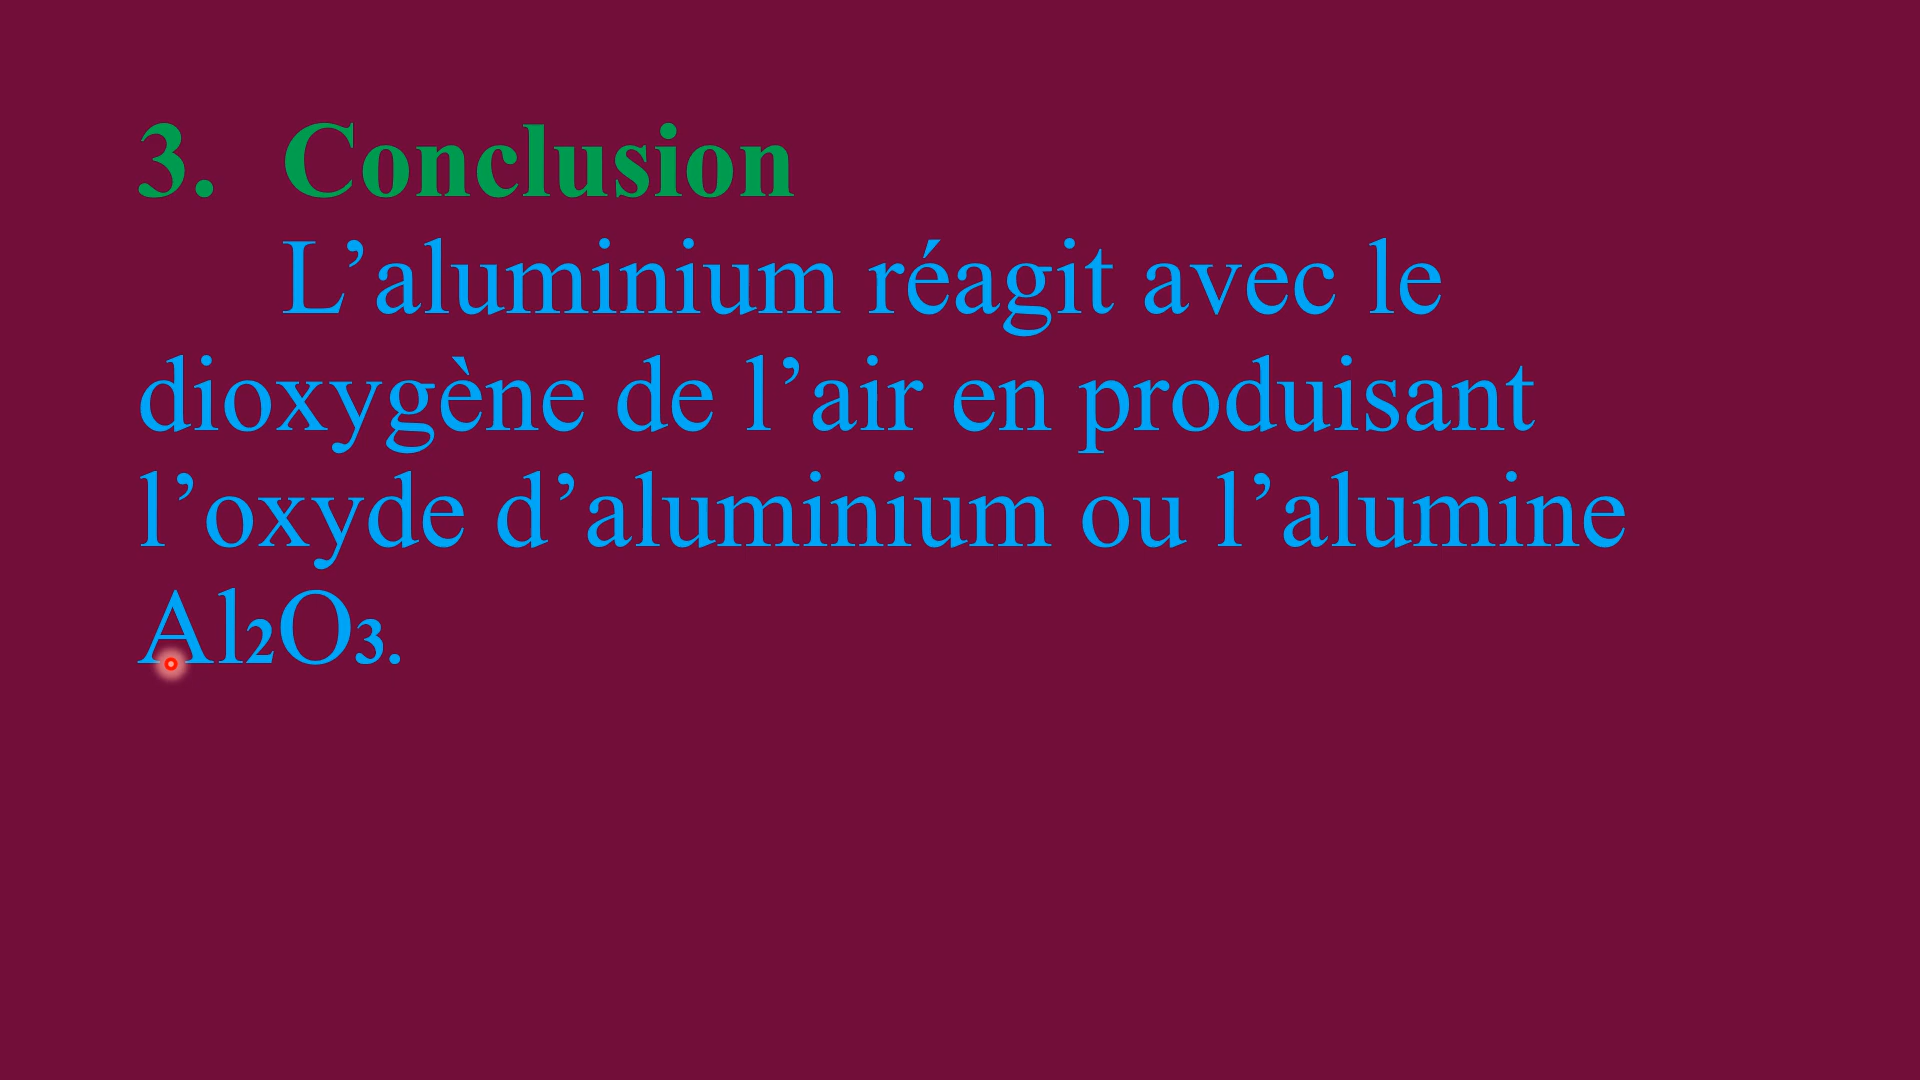 3. Conclusion
L’aluminium réagit avec le
dioxygène de l’air en produisant
l’oxyde d’aluminium ou l’alumine
Al₂O₃.